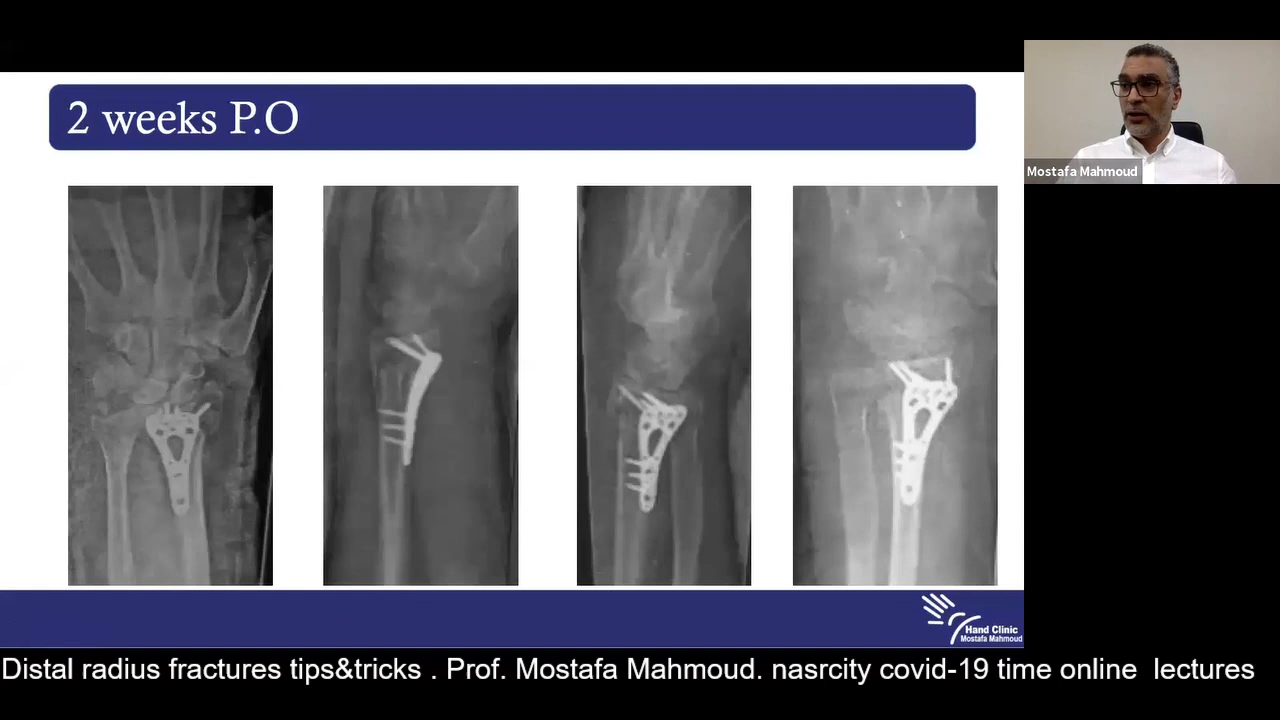 2 weeks P.O
Mostafa Mahmoud
Hand Clinic
Mostafa Mahmoud
Distal radius fractures tips&tricks . Prof. Mostafa Mahmoud. nasrcity covid-19 time online  lectures